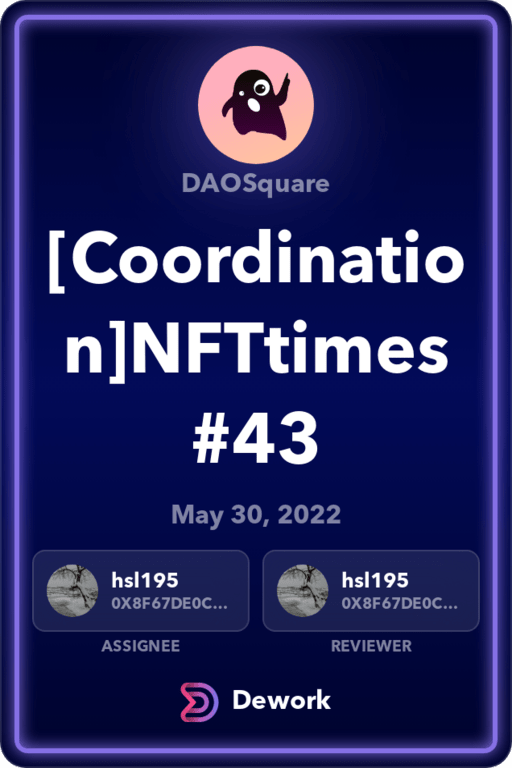 DAOSquare
[Coordinatio
n]NFTtimes
#43
May 30, 2022
hsl195
0X8F67DE0C...
ASSIGNEE
hsl195
0X8F67DE0C...
REVIEWER
Dework